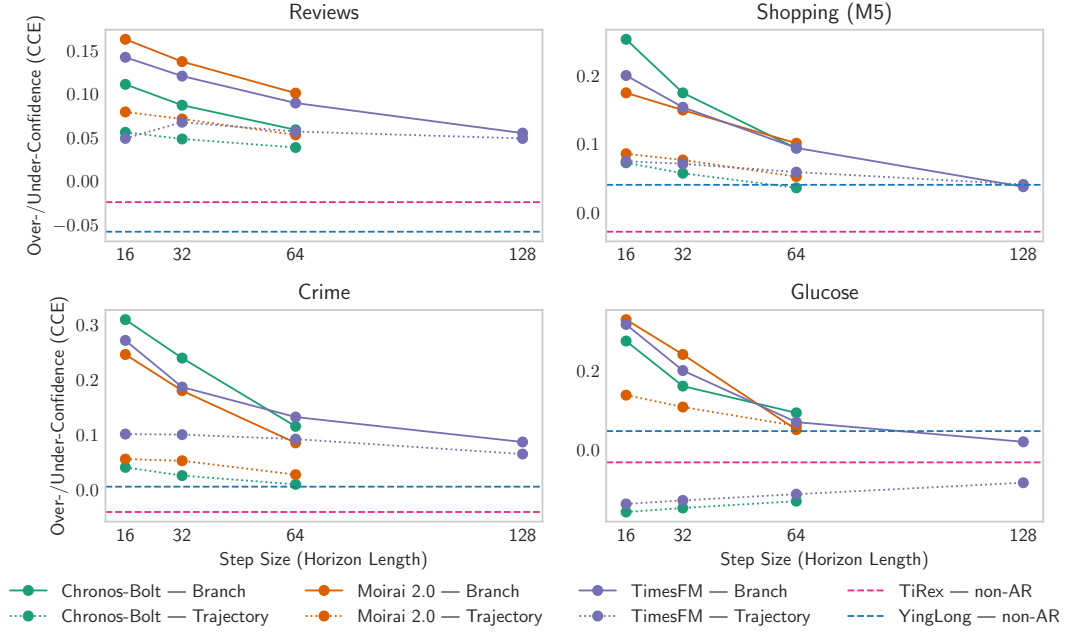 Reviews
Over-/Under-Confidence (CCE)
0.15
0.10
0.05
0.00
−0.05
16 32 64 128
Shopping (M5)
0.2
0.1
0.0
16 32 64 128
Crime
Over-/Under-Confidence (CCE)
0.3
0.2
0.1
0.0
16 32 64 128
Step Size (Horizon Length)
Glucose
0.2
0.0
16 32 64 128
Step Size (Horizon Length)
Chronos-Bolt — Branch
Chronos-Bolt — Trajectory
Moirai 2.0 — Branch
Moirai 2.0 — Trajectory
TimesFM — Branch
TimesFM — Trajectory
TiRex — non-AR
YingLong — non-AR